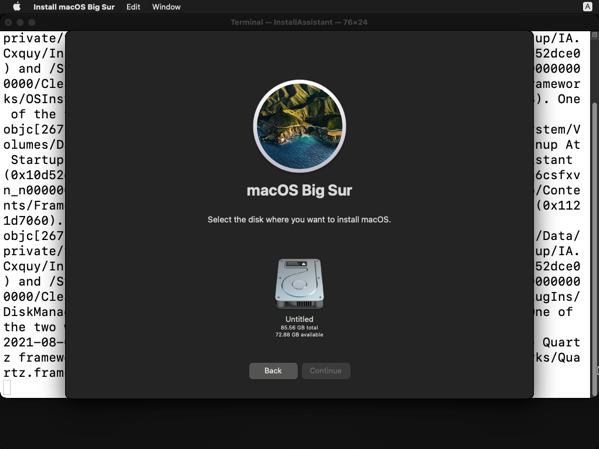 Install macOS Big Sur Edit Window A
Terminal — InstallAssistant — 76×24
private/ up/IA.
Cxquy/In 52dce0
) and /S 000000
0000/Cle ramewor
ks/OSIns ). One
of the
objc[267 stem/V
olumes/D nup At
Startup stant
(0x10d52 6csfxv
n_n00000 /Conte
nts/Fram (0x112
1d7060).
objc[267 /Data/
private/ up/IA.
Cxquy/In 52dce0
) and /S 000000
0000/Cle ugIns/
DiskMana ne of
the two
2021-08- Quart
z framew ks/Qua
rtz.fram
macOS Big Sur
Select the disk where you want to install macOS.
Untitled
85.56 GB total
72.88 GB available
Back Continue